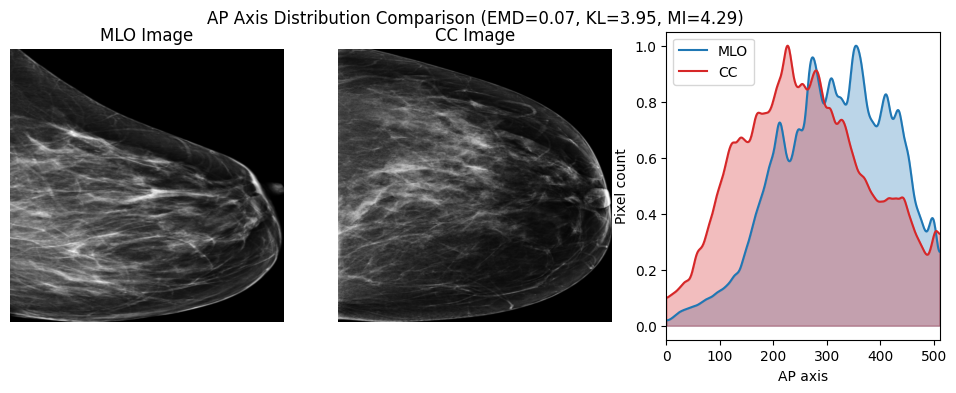 AP Axis Distribution Comparison (EMD=0.07, KL=3.95, MI=4.29)
MLO Image
CC Image
MLO
CC
Pixel count
1.0
0.8
0.6
0.4
0.2
0.0
0 100 200 300 400 500
AP axis